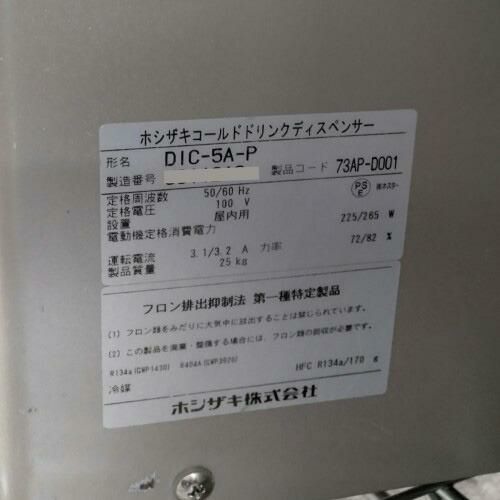 ホシザキコールドドリンクディスペンサー
形名 DIC-5A-P
製造番号 製品コード 73AP-D001
定格周波数 50/60 Hz
定格電圧 100 V
設置 屋内用
電動機定格消費電力 225/265 W
運転電流 3.1/3.2 A 力率 72/82 %
製品質量 25 kg
PS E
フロン排出抑制法 第一種特定製品
(1) フロン類をみだりに大気中に放出することは禁じられています。
(2) この製品を廃棄・整備する場合には、フロン類の回収が必要です。
R134a(GWP1430) R404A(GWP3920)
冷媒 HFC R134a/170 g
ホシザキ株式会社